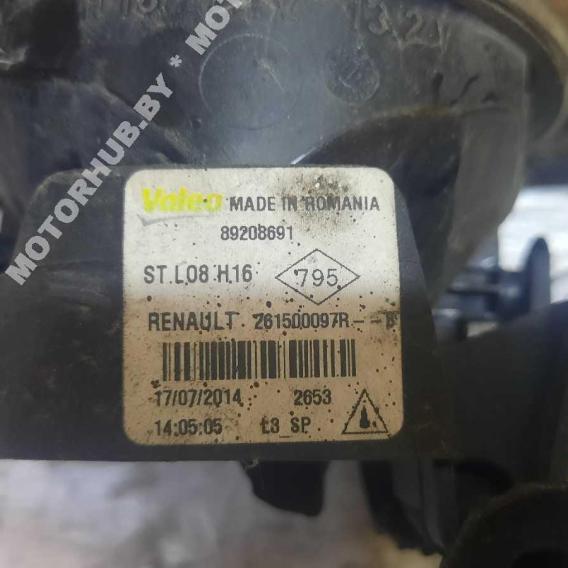 MOTORHUB.BY * MOTO
Valeo MADE IN ROMANIA
89208691
ST L08 H16 795
RENAULT 261500097R--
17/07/2014 2653
14:05:05 L3_SP